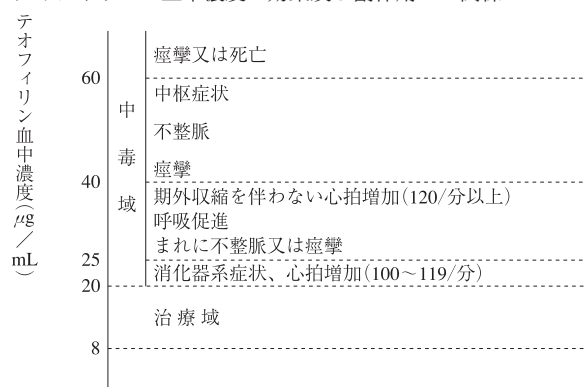 テオフィリン血中濃度(μg/mL)
60
40
25
20
8
中毒域
痙攣又は死亡
中枢症状
不整脈
痙攣
期外収縮を伴わない心拍増加(120/分以上)
呼吸促進
まれに不整脈又は痙攣
消化器系症状、心拍増加(100～119/分)
治療域